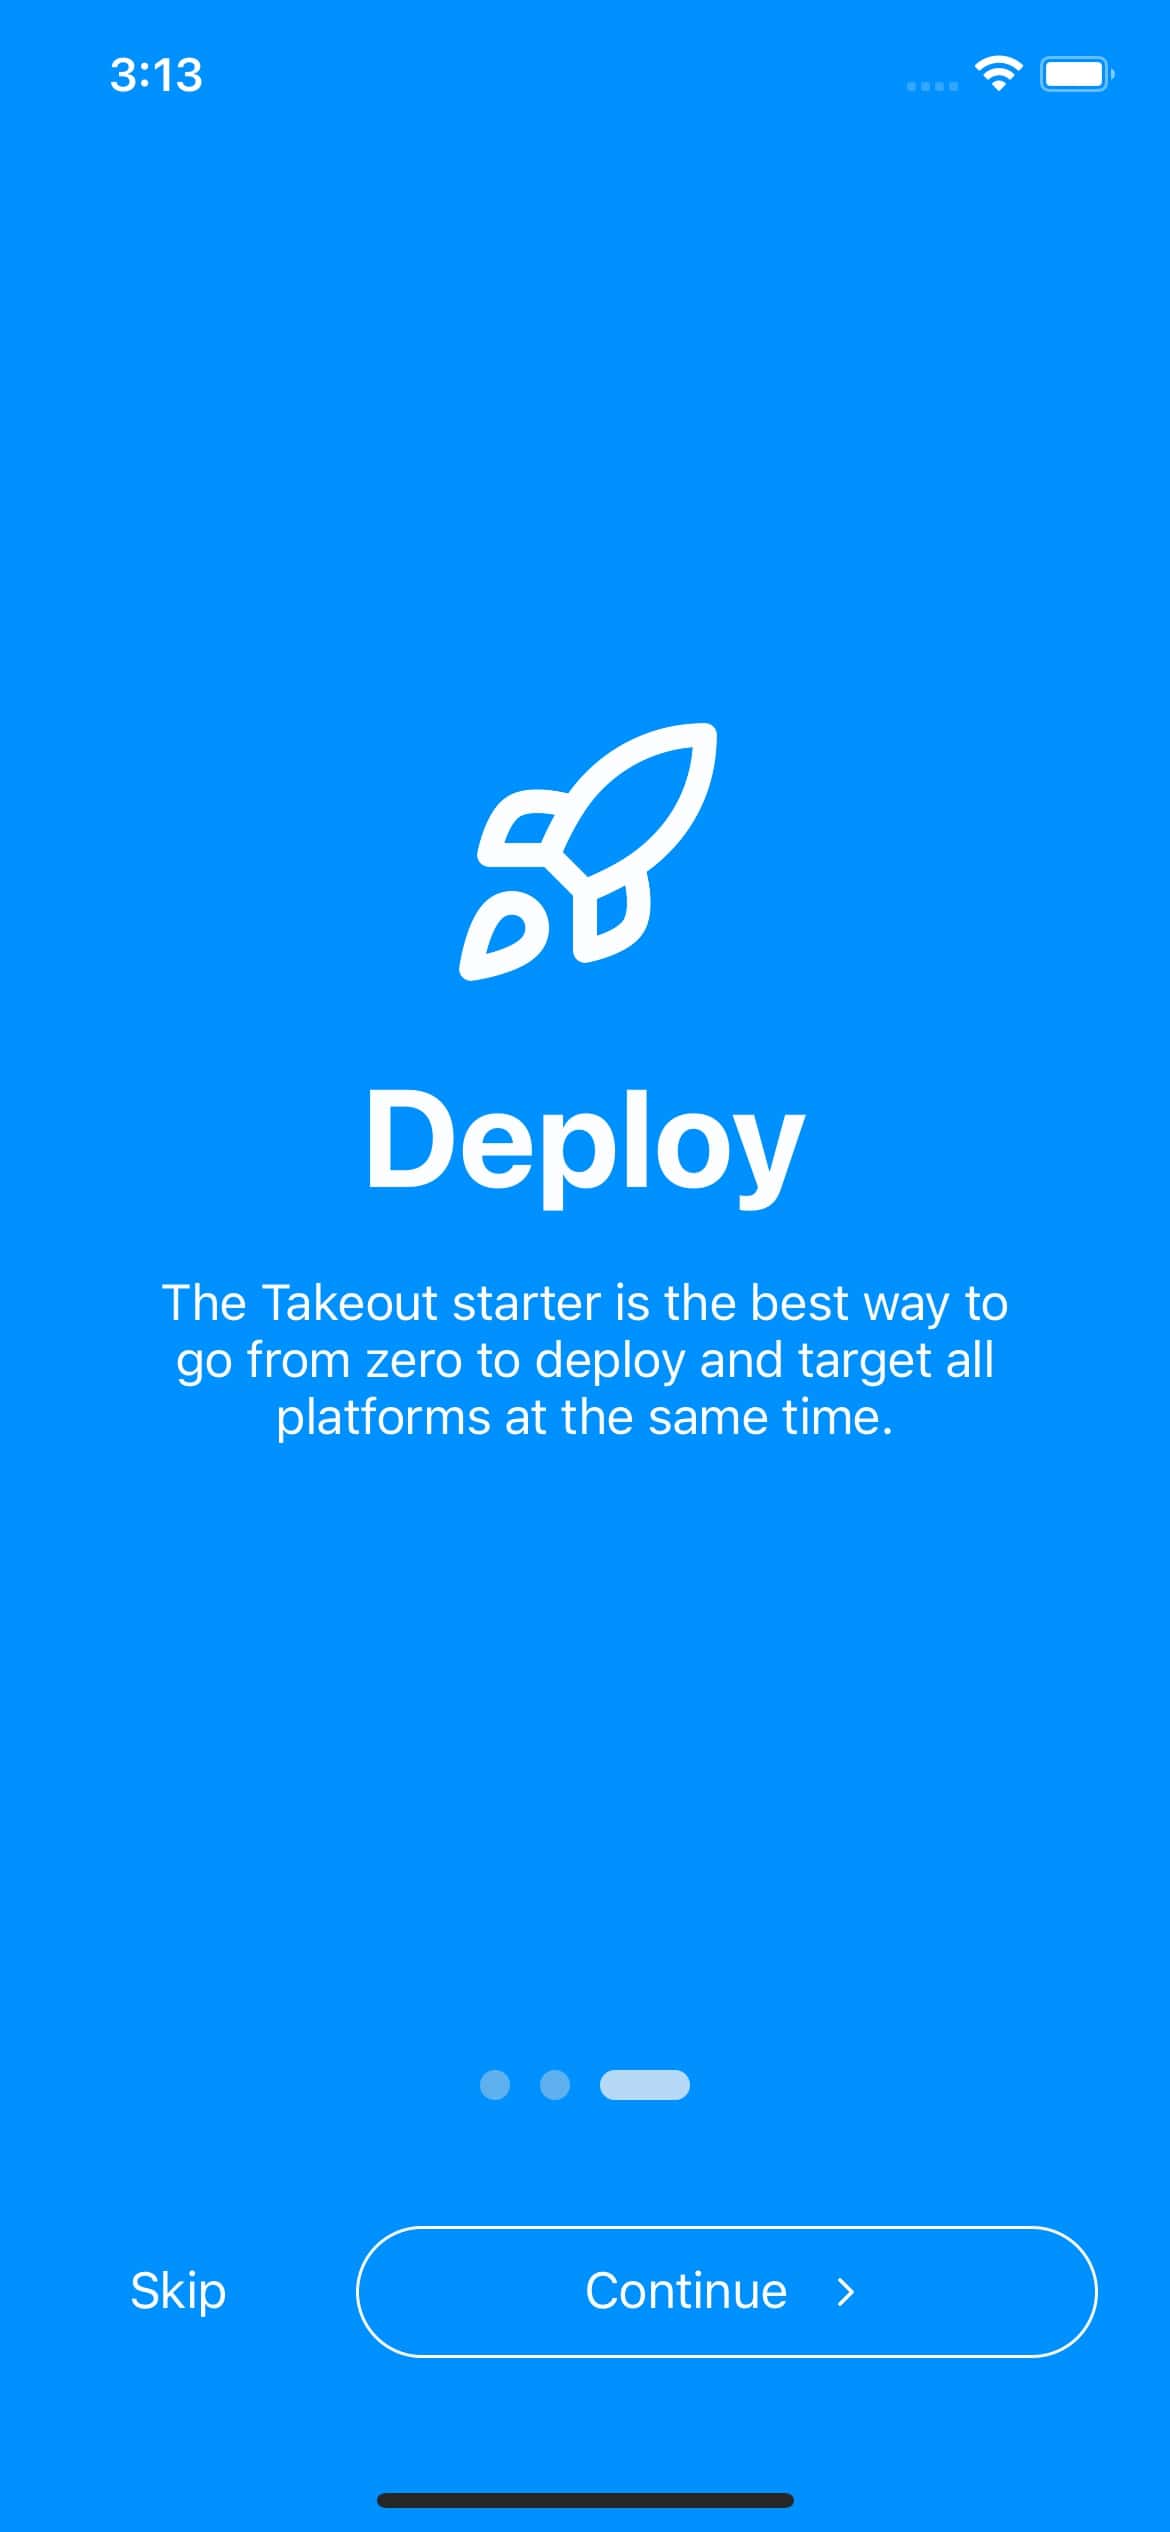 3:13
Deploy
The Takeout starter is the best way to
go from zero to deploy and target all
platforms at the same time.
Skip
Continue